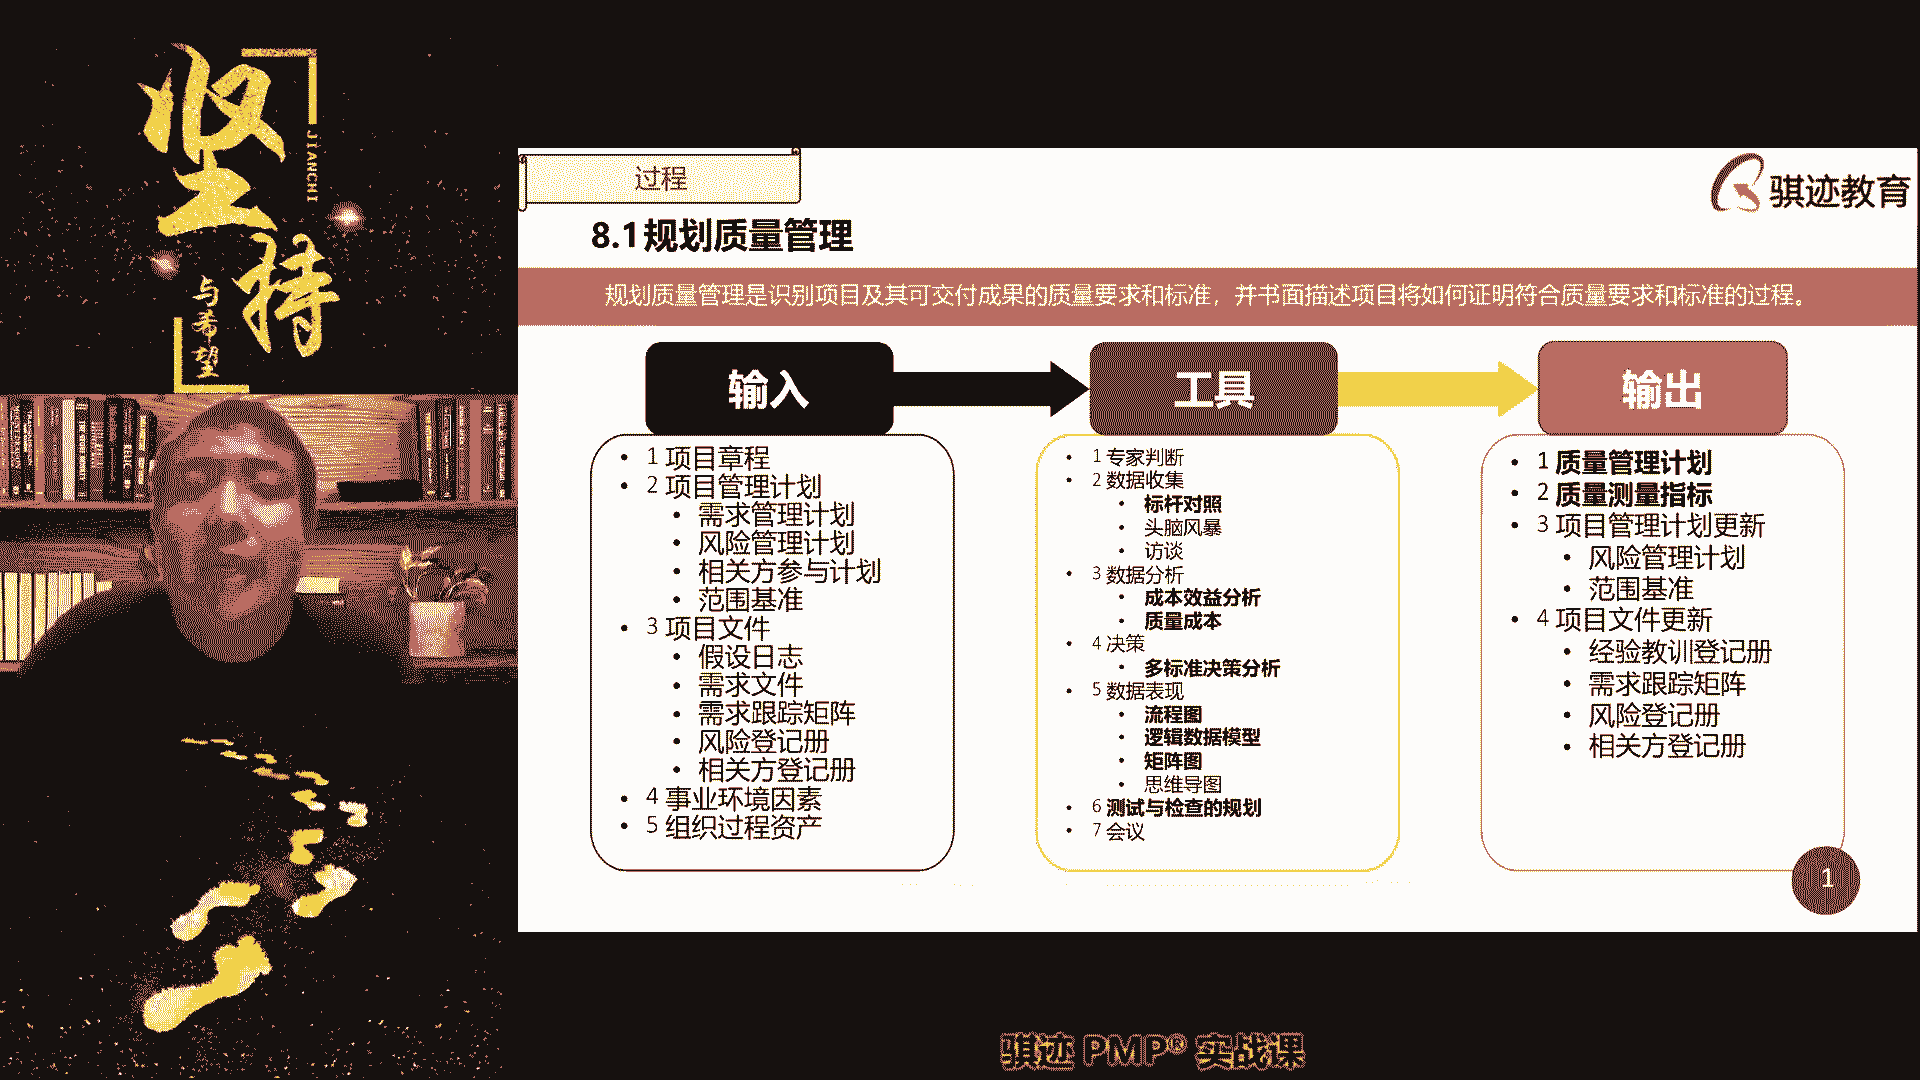 坚持
JIANCHI
与希望
过程
骐迹教育
8.1规划质量管理
规划质量管理是识别项目及其可交付成果的质量要求和标准，并书面描述项目将如何证明符合质量要求和标准的过程。
输入
• 1 项目章程
• 2 项目管理计划
• 需求管理计划
• 风险管理计划
• 相关方参与计划
• 范围基准
• 3 项目文件
• 假设日志
• 需求文件
• 需求跟踪矩阵
• 风险登记册
• 相关方登记册
• 4 事业环境因素
• 5 组织过程资产
工具
• 1 专家判断
• 2 数据收集
• 标杆对照
• 头脑风暴
• 访谈
• 3 数据分析
• 成本效益分析
• 质量成本
• 4 决策
• 多标准决策分析
• 5 数据表现
• 流程图
• 逻辑数据模型
• 矩阵图
• 思维导图
• 6 测试与检查的规划
• 7 会议
输出
• 1 质量管理计划
• 2 质量测量指标
• 3 项目管理计划更新
• 风险管理计划
• 范围基准
• 4 项目文件更新
• 经验教训登记册
• 需求跟踪矩阵
• 风险登记册
• 相关方登记册
1
骐迹 PMP® 实战课